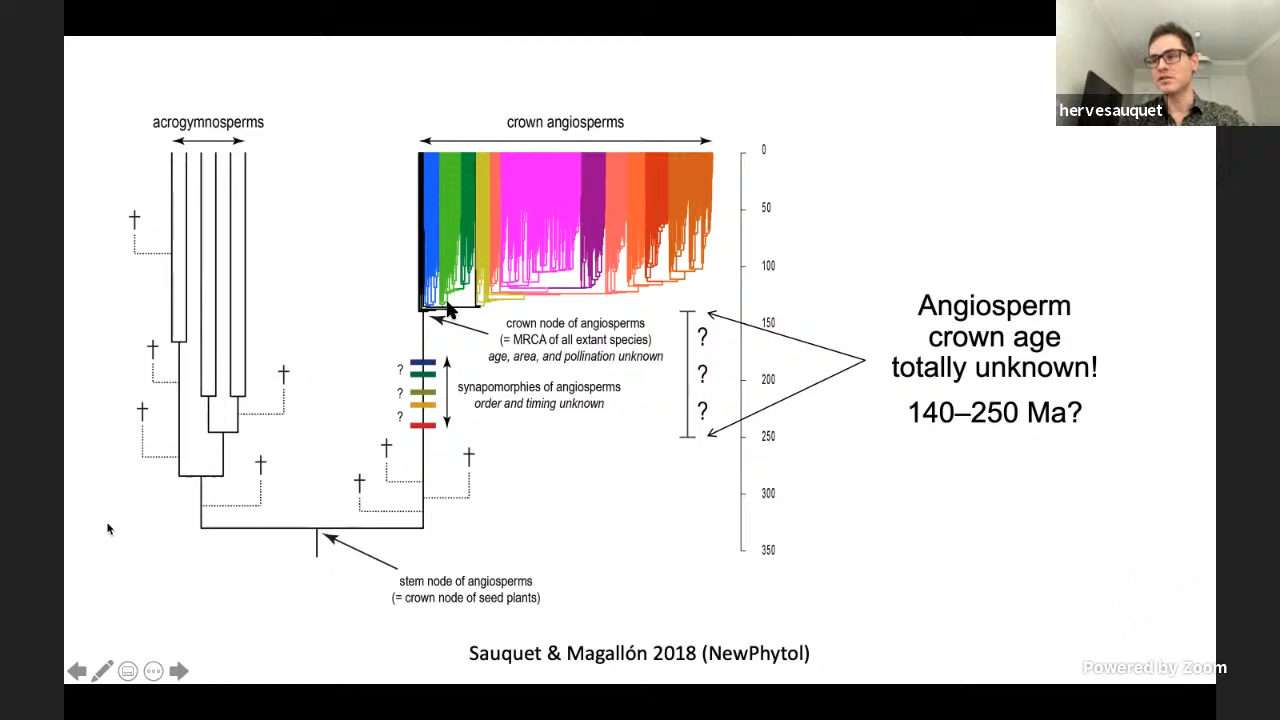 hervesauquet
acrogymnosperms
crown angiosperms
0
50
100
150
200
250
300
350
†
†
†
†
†
†
†
†
crown node of angiosperms
(= MRCA of all extant species)
age, area, and pollination unknown
synapomorphies of angiosperms
order and timing unknown
?
?
?
?
?
?
Angiosperm
crown age
totally unknown!
140–250 Ma?
stem node of angiosperms
(= crown node of seed plants)
Sauquet & Magallón 2018 (NewPhytol)
Powered by Zoom